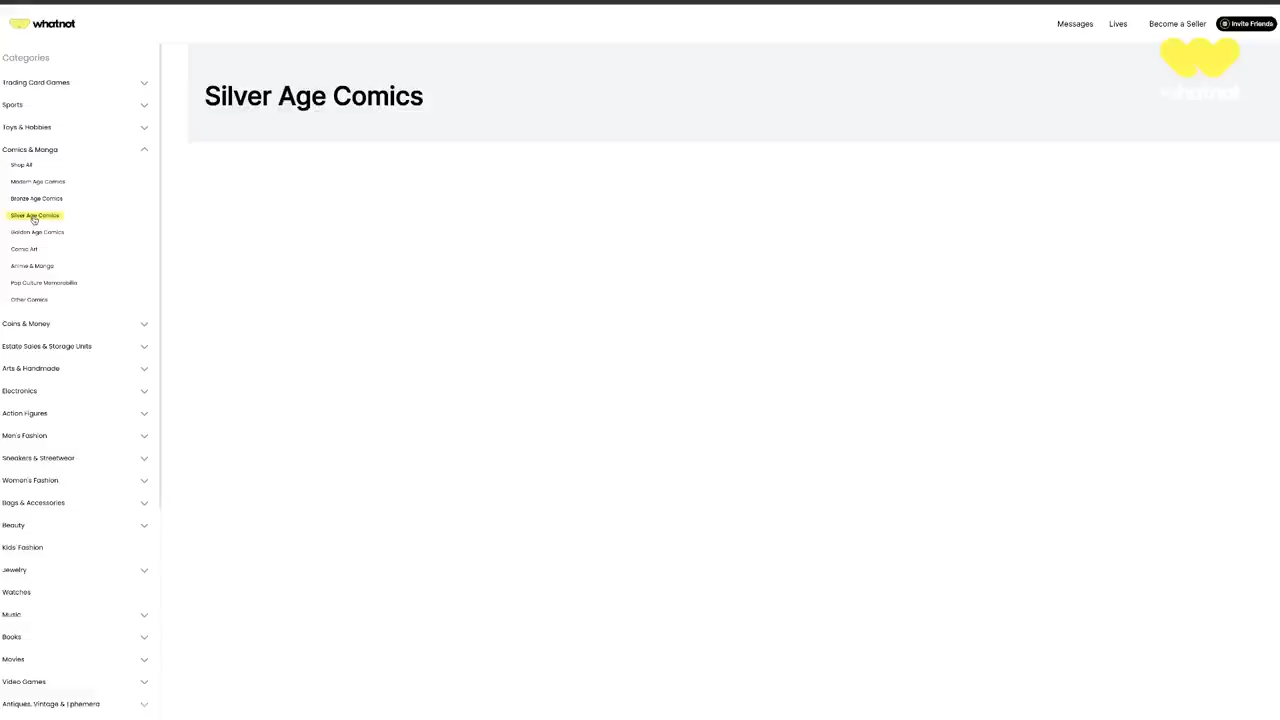 whatnot
Messages
Lives
Become a Seller
Invite Friends
whatnot
Categories
Trading Card Games
Sports
Toys & Hobbies
Comics & Manga
Shop All
Modern Age Comics
Bronze Age Comics
Silver Age Comics
Golden Age Comics
Comic Art
Anime & Manga
Pop Culture Memorabilia
Other Comics
Coins & Money
Estate Sales & Storage Units
Arts & Handmade
Electronics
Action Figures
Men's Fashion
Sneakers & Streetwear
Women's Fashion
Bags & Accessories
Beauty
Kids' Fashion
Jewelry
Watches
Music
Books
Movies
Video Games
Antiques, Vintage & Ephemera
Silver Age Comics